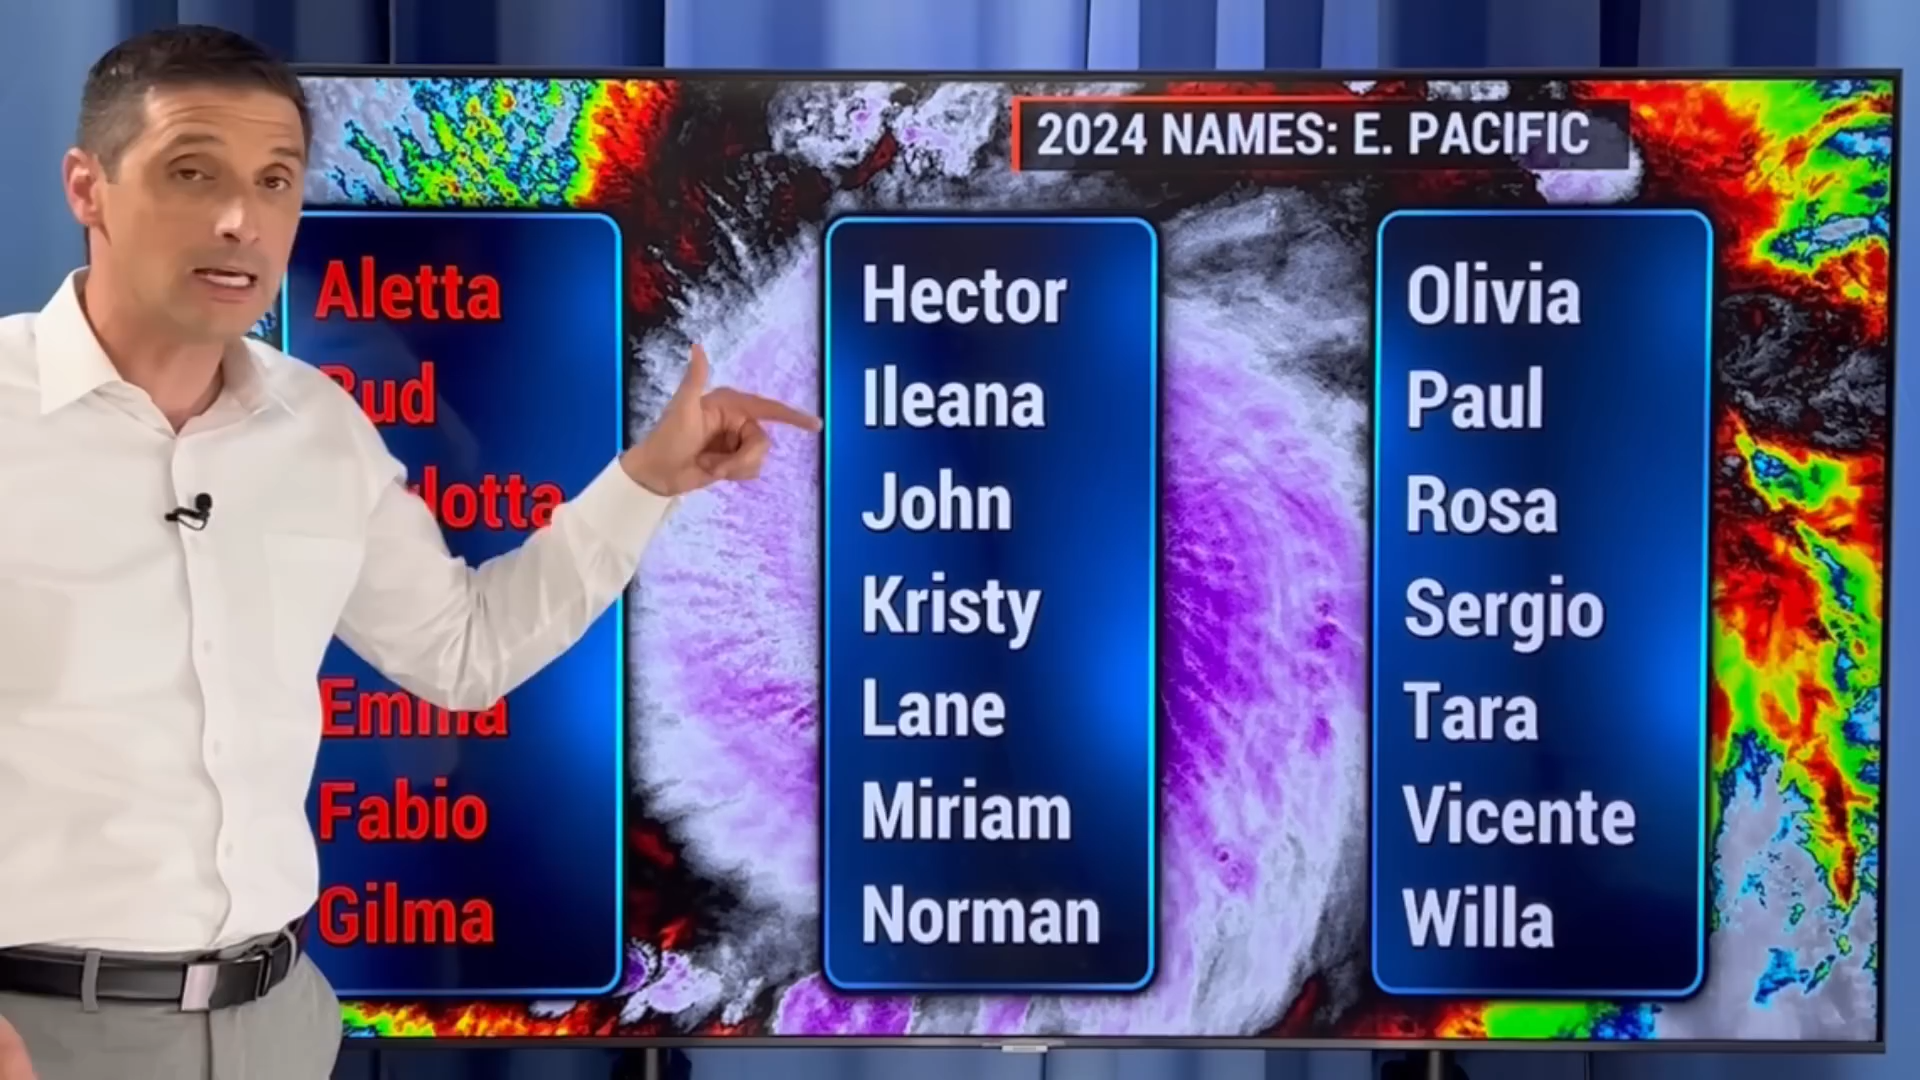 2024 NAMES: E. PACIFIC
Aletta
Emilia
Fabio
Gilma
Hector
Ileana
John
Kristy
Lane
Miriam
Norman
Olivia
Paul
Rosa
Sergio
Tara
Vicente
Willa